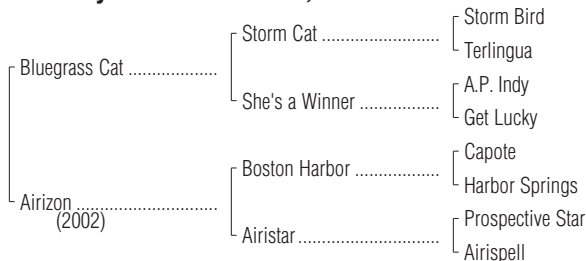 Storm Bird
Storm Cat ........................
Terlingua
Bluegrass Cat ..................
A.P. Indy
She's a Winner ................
Get Lucky
Capote
Boston Harbor .................
Harbor Springs
Airizon .............................
(2002)
Prospective Star
Airistar .............................
Airispell